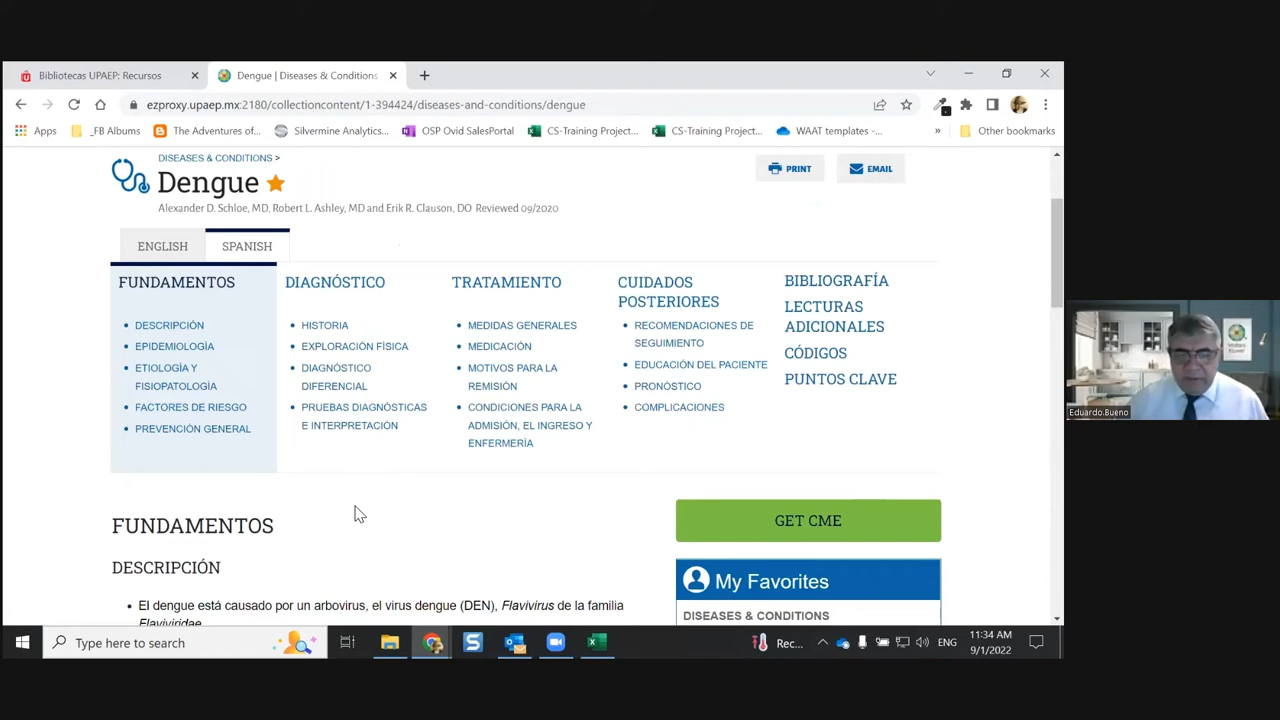 Bibliotecas UPAEP: Recursos
Dengue | Diseases & Conditions
ezproxy.upaep.mx:2180/collectioncontent/1-394424/diseases-and-conditions/dengue
Apps
_FB Albums
The Adventures of...
Silvermine Analytics...
OSP Ovid SalesPortal
CS-Training Project...
CS-Training Project...
WAAT templates -...
»
Other bookmarks
DISEASES & CONDITIONS >
Dengue
PRINT
EMAIL
Alexander D. Schloe, MD, Robert L. Ashley, MD and Erik R. Clauson, DO Reviewed 09/2020
ENGLISH
SPANISH
FUNDAMENTOS
• DESCRIPCIÓN
• EPIDEMIOLOGÍA
• ETIOLOGÍA Y
FISIOPATOLOGÍA
• FACTORES DE RIESGO
• PREVENCIÓN GENERAL
DIAGNÓSTICO
• HISTORIA
• EXPLORACIÓN FÍSICA
• DIAGNÓSTICO
DIFERENCIAL
• PRUEBAS DIAGNÓSTICAS
E INTERPRETACIÓN
TRATAMIENTO
• MEDIDAS GENERALES
• MEDICACIÓN
• MOTIVOS PARA LA
REMISIÓN
• CONDICIONES PARA LA
ADMISIÓN, EL INGRESO Y
ENFERMERÍA
CUIDADOS
POSTERIORES
• RECOMENDACIONES DE
SEGUIMIENTO
• EDUCACIÓN DEL PACIENTE
• PRONÓSTICO
• COMPLICACIONES
BIBLIOGRAFÍA
LECTURAS
ADICIONALES
CÓDIGOS
PUNTOS CLAVE
FUNDAMENTOS
DESCRIPCIÓN
• El dengue está causado por un arbovirus, el virus dengue (DEN), Flavivirus de la familia
Flaviviridae
GET CME
My Favorites
DISEASES & CONDITIONS
Eduardo.Bueno
Type here to search
Rec...
ENG
11:34 AM
9/1/2022